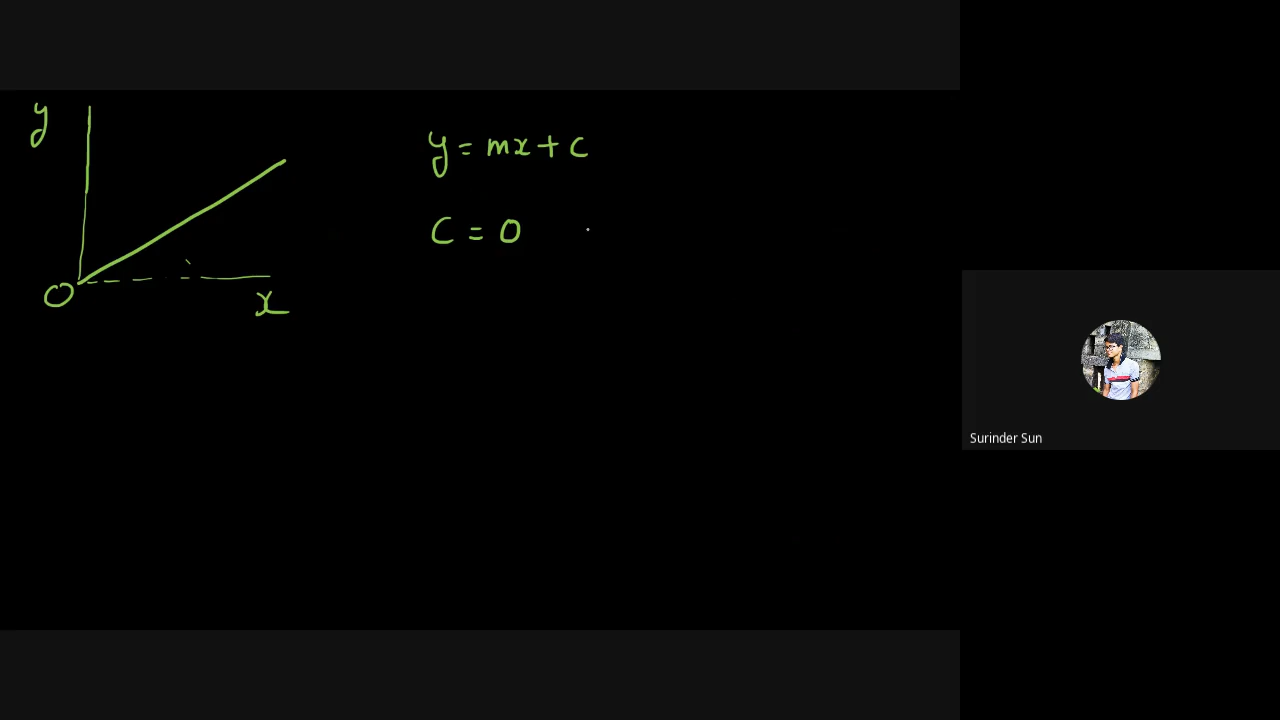 y
y = mx + c
C = 0
O
x
Surinder Sun